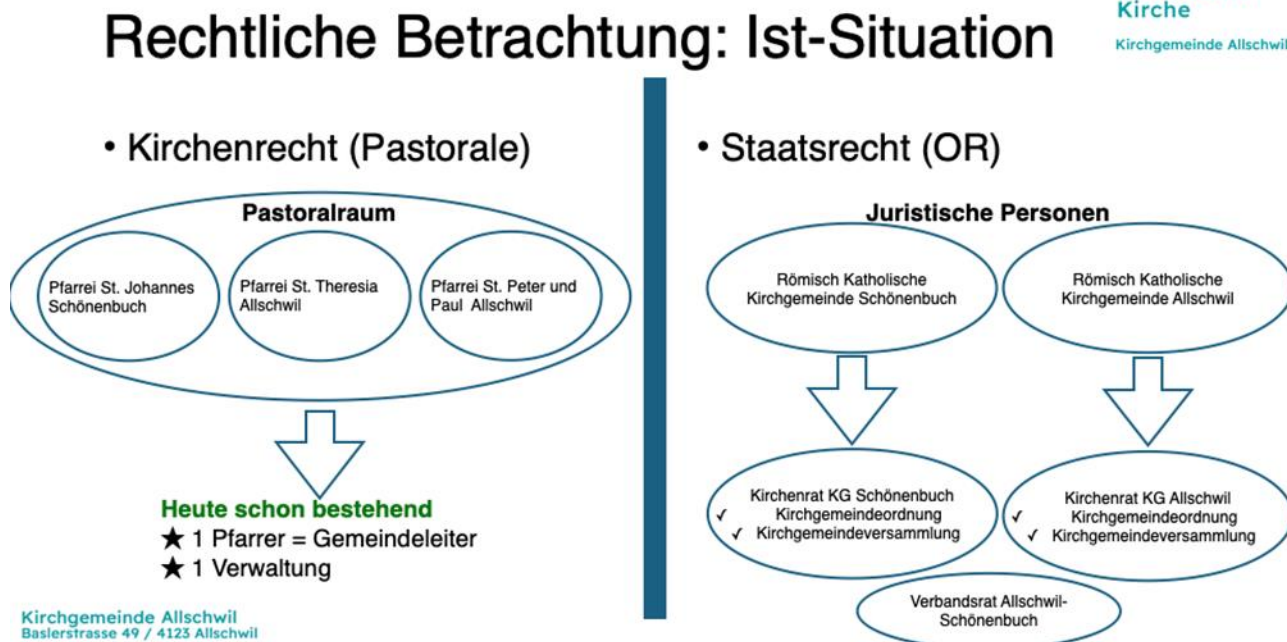 Kirche
Kirchgemeinde Allschwil
Rechtliche Betrachtung: Ist-Situation
• Kirchenrecht (Pastorale)
Pastoralraum
Pfarrei St. Johannes
Schönenbuch
Pfarrei St. Theresia
Allschwil
Pfarrei St. Peter und
Paul Allschwil
Heute schon bestehend
★ 1 Pfarrer = Gemeindeleiter
★ 1 Verwaltung
• Staatsrecht (OR)
Juristische Personen
Römisch Katholische
Kirchgemeinde Schönenbuch
Römisch Katholische
Kirchgemeinde Allschwil
Kirchenrat KG Schönenbuch
✓ Kirchgemeindeordnung
✓ Kirchgemeindeversammlung
Kirchenrat KG Allschwil
✓ Kirchgemeindeordnung
✓ Kirchgemeindeversammlung
Verbandsrat Allschwil-
Schönenbuch
Kirchgemeinde Allschwil
Baslerstrasse 49 / 4123 Allschwil